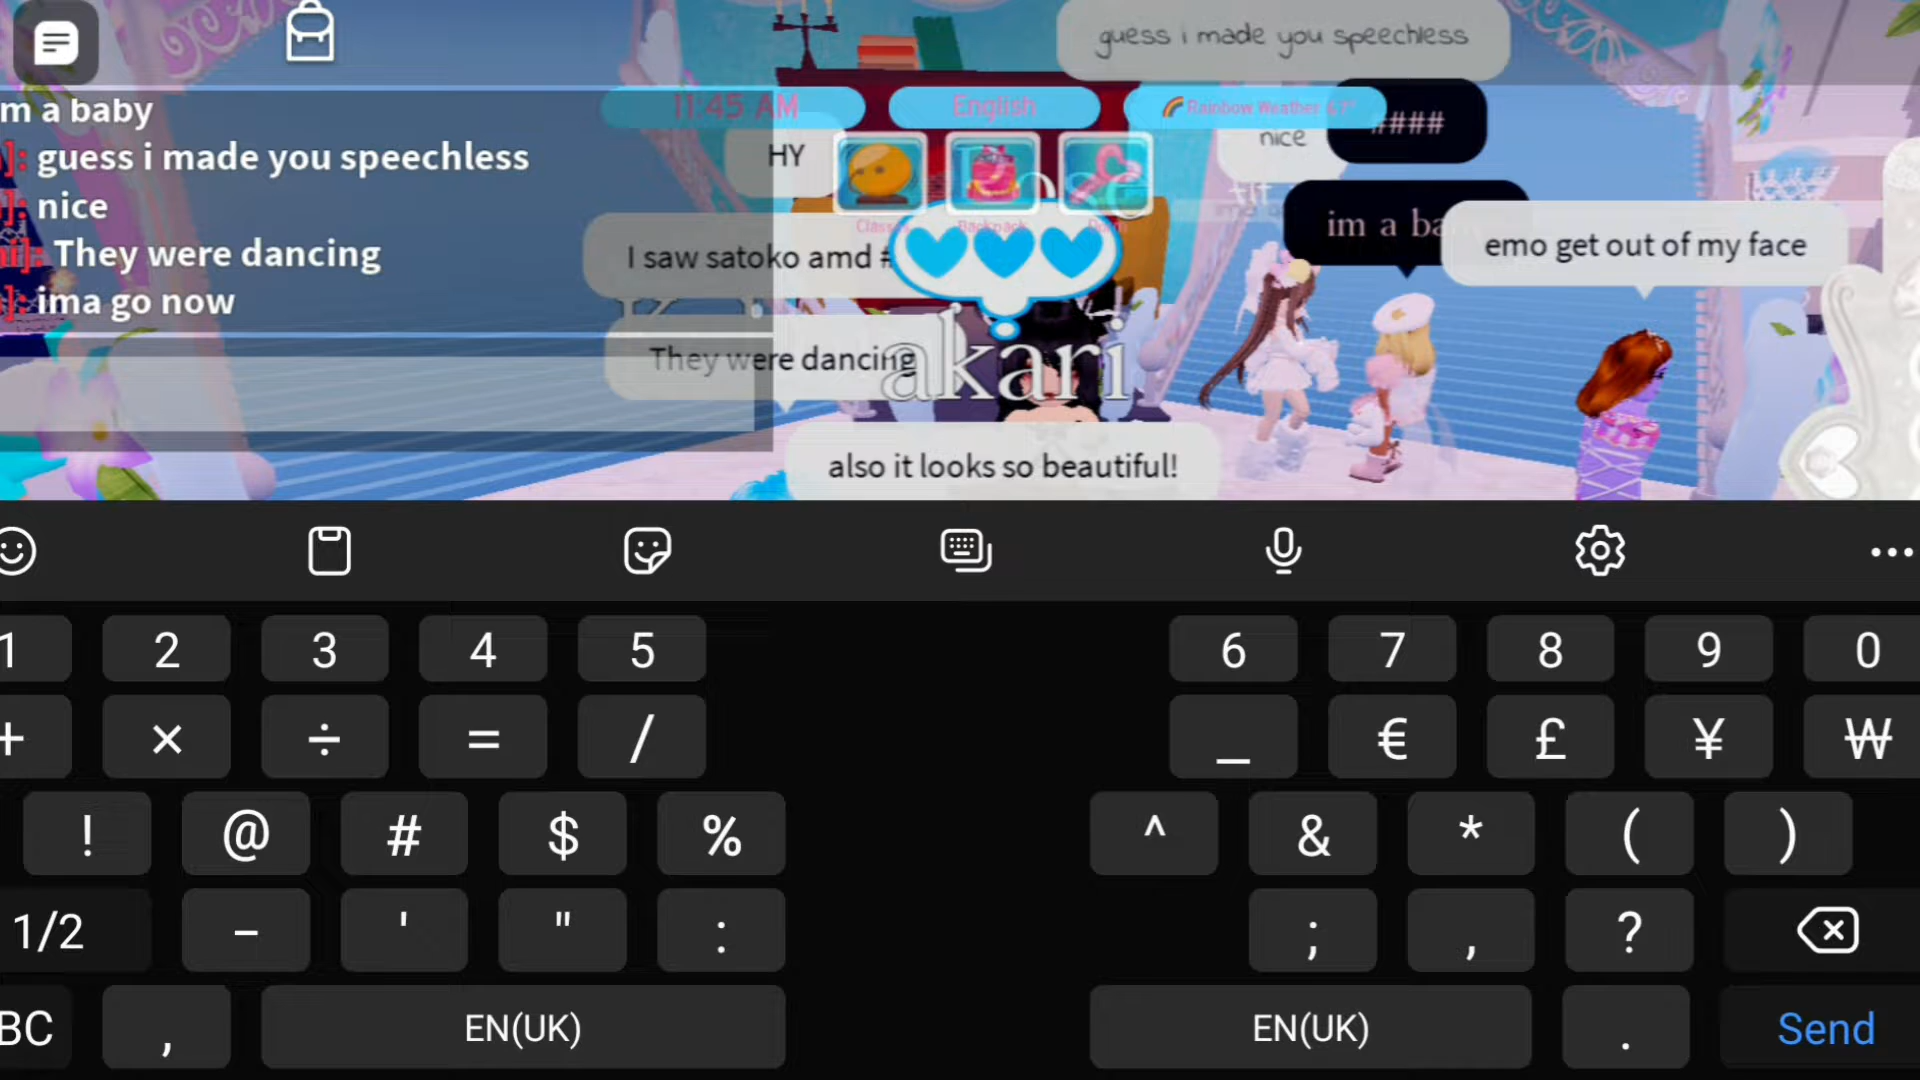 guess i made you speechless
m a baby
]: guess i made you speechless
]: nice
]: They were dancing
]: ima go now
11:45 AM
English
Rainbow Weather
nice
####
HY
Backpack
I saw satoko amd #
im a ba
emo get out of my face
They were dancing
akari
also it looks so beautiful!
1 2 3 4 5 6 7 8 9 0
+ × ÷ = / _ € £ ¥ ₩
! @ # $ % ^ & * ( )
1/2 - ' " : ; , ?
BC , EN(UK) EN(UK) . Send